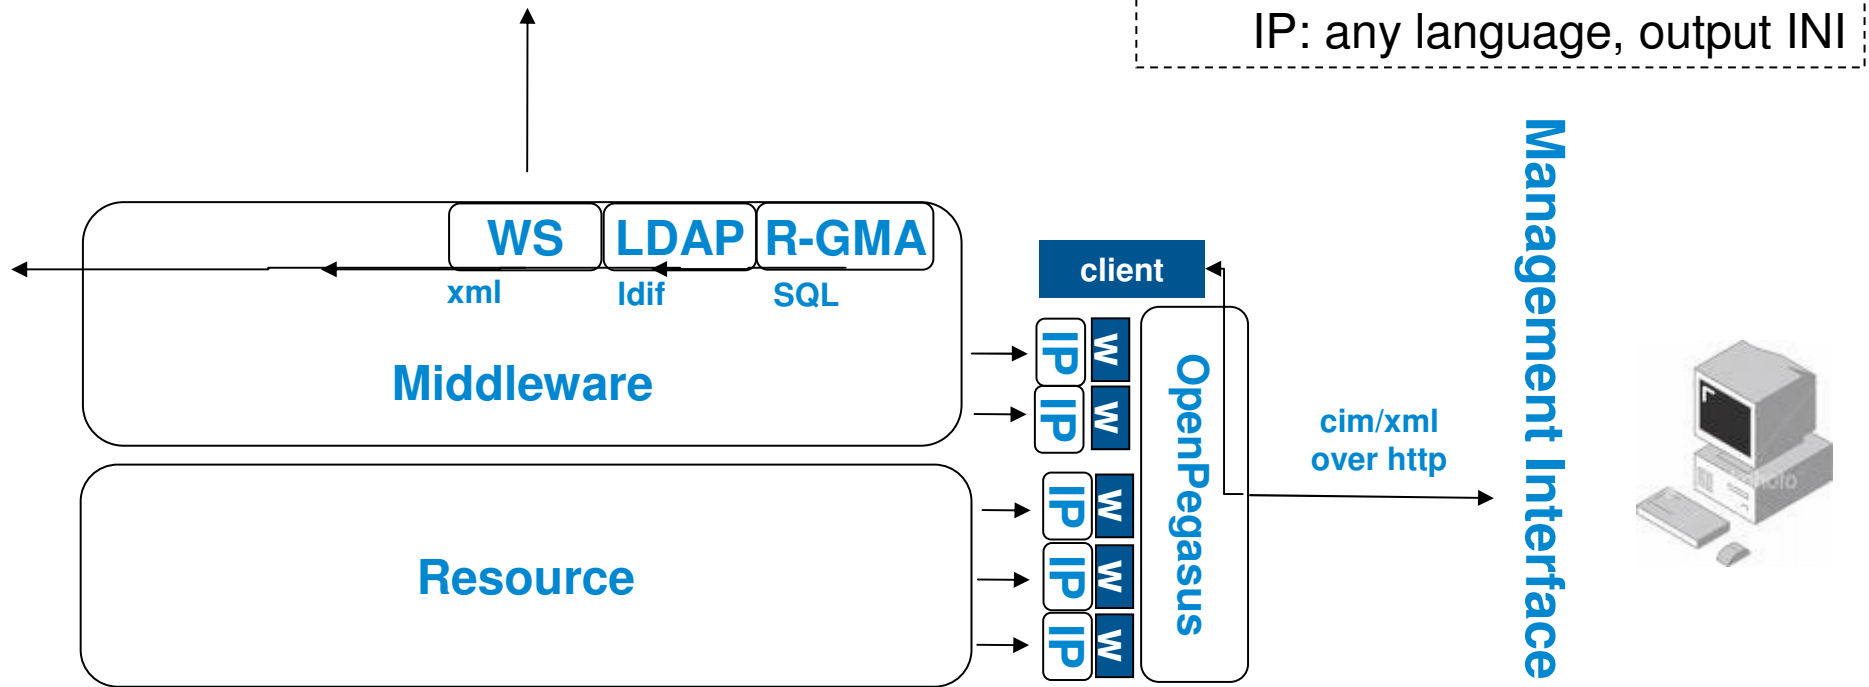 IP: any language, output INI
WS
LDAP
R-GMA
xml
ldif
SQL
client
Middleware
IP
W
IP
W
Resource
IP
W
IP
W
IP
W
OpenPegasus
cim/xml
over http
Management Interface